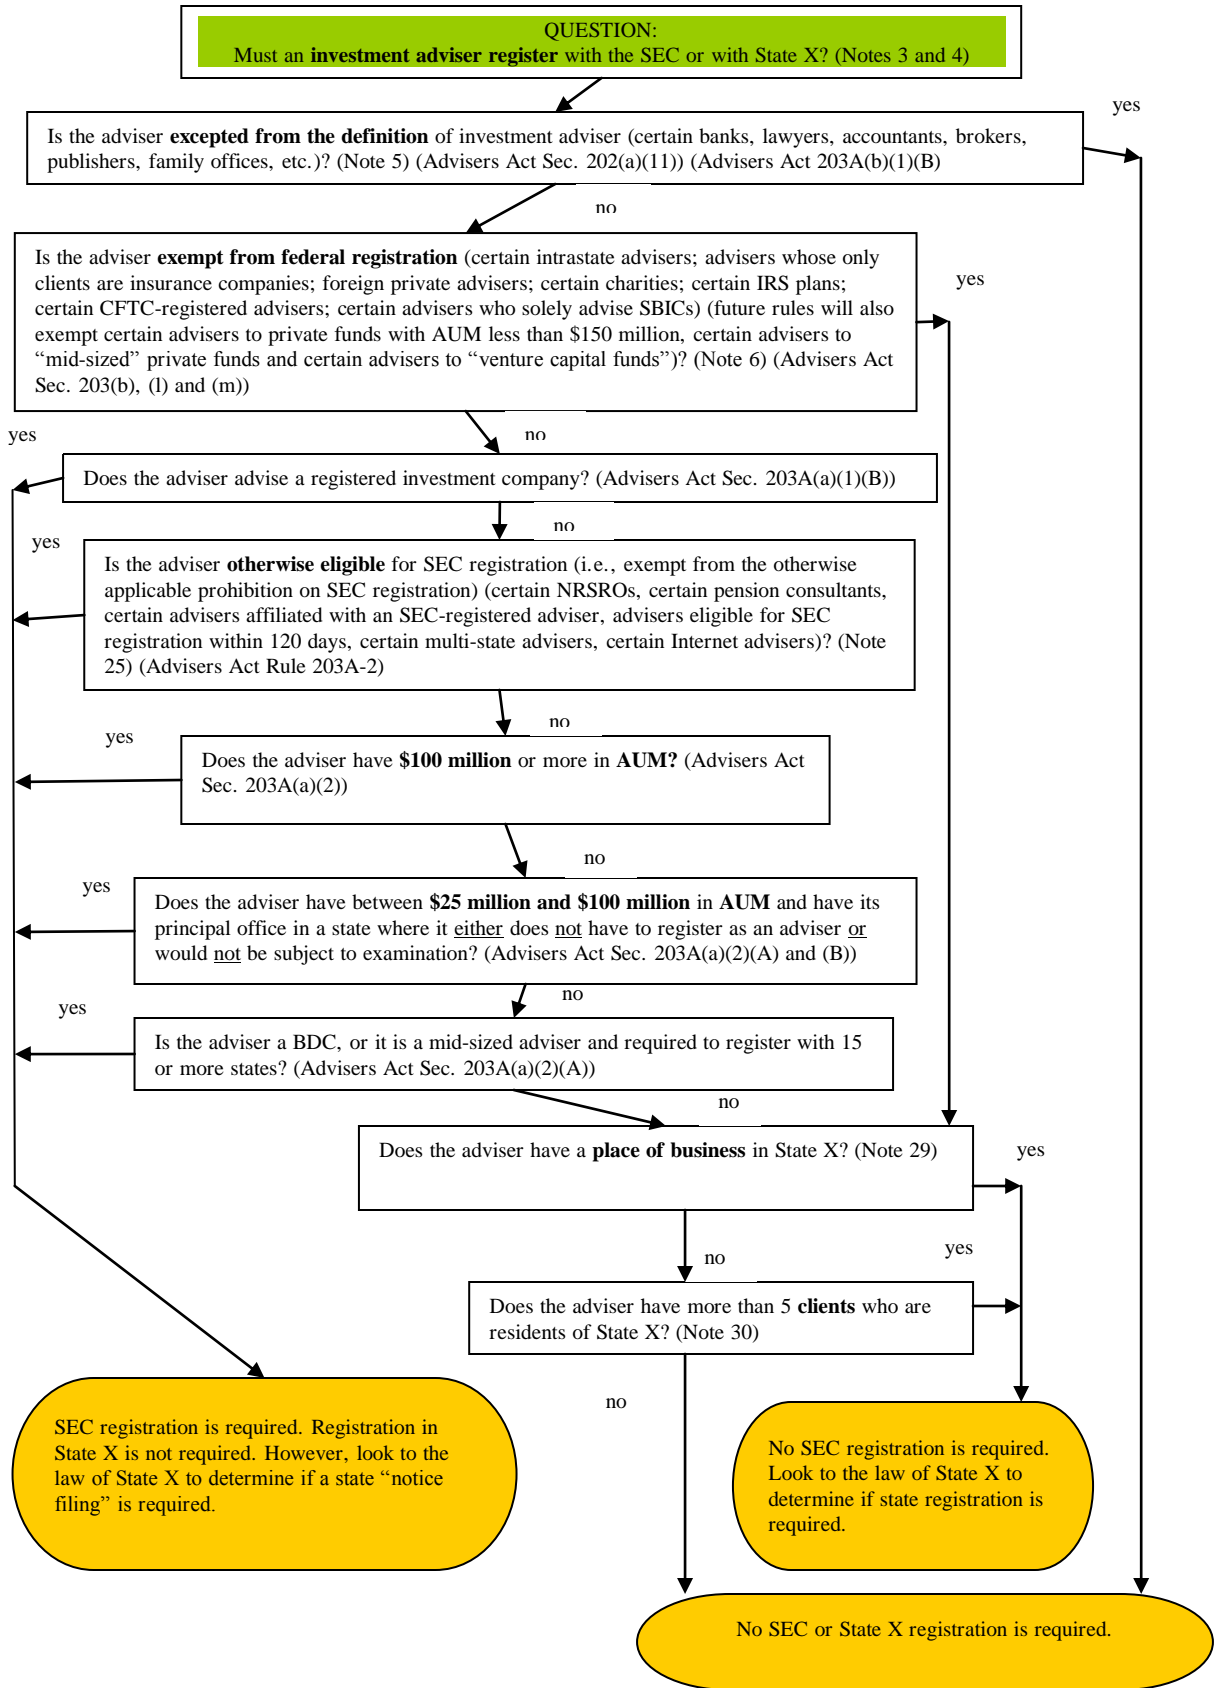 QUESTION:
Must an investment adviser register with the SEC or with State X? (Notes 3 and 4)
yes
Is the adviser excepted from the definition of investment adviser (certain banks, lawyers, accountants, brokers,
publishers, family offices, etc.)? (Note 5) (Advisers Act Sec. 202(a)(11)) (Advisers Act 203A(b)(1)(B)
no
Is the adviser exempt from federal registration (certain intrastate advisers; advisers whose only
clients are insurance companies; foreign private advisers; certain charities; certain IRS plans;
certain CFTC-registered advisers; certain advisers who solely advise SBICs) (future rules will also
exempt certain advisers to private funds with AUM less than $150 million, certain advisers to
“mid-sized” private funds and certain advisers to “venture capital funds”)? (Note 6) (Advisers Act
Sec. 203(b), (l) and (m))
yes
yes
no
Does the adviser advise a registered investment company? (Advisers Act Sec. 203A(a)(1)(B))
no
yes
Is the adviser otherwise eligible for SEC registration (i.e., exempt from the otherwise
applicable prohibition on SEC registration) (certain NRSROs, certain pension consultants,
certain advisers affiliated with an SEC-registered adviser, advisers eligible for SEC
registration within 120 days, certain multi-state advisers, certain Internet advisers)? (Note
25) (Advisers Act Rule 203A-2)
no
yes
Does the adviser have $100 million or more in AUM? (Advisers Act
Sec. 203A(a)(2))
no
yes
Does the adviser have between $25 million and $100 million in AUM and have its
principal office in a state where it either does not have to register as an adviser or
would not be subject to examination? (Advisers Act Sec. 203A(a)(2)(A) and (B))
no
yes
Is the adviser a BDC, or it is a mid-sized adviser and required to register with 15
or more states? (Advisers Act Sec. 203A(a)(2)(A))
no
Does the adviser have a place of business in State X? (Note 29)
yes
no
yes
Does the adviser have more than 5 clients who are
residents of State X? (Note 30)
no
SEC registration is required. Registration in
State X is not required. However, look to the
law of State X to determine if a state “notice
filing” is required.
No SEC registration is required.
Look to the law of State X to
determine if state registration is
required.
No SEC or State X registration is required.